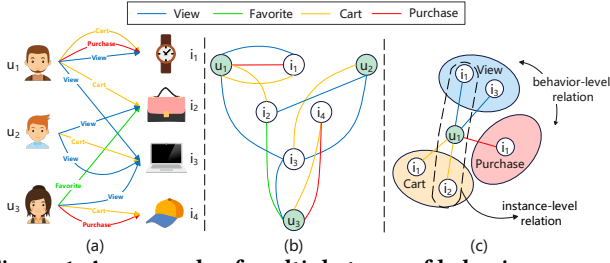 View Favorite Cart Purchase
Cart
Purchase
View
u1
i1
View
Cart
i2
u2
View
Cart
View
i3
Favorite
View
u3
Cart
Purchase
i4
(a)
u1
i1
u2
i2
i4
i3
u3
(b)
i1
View
i3
behavior-level
relation
u1
i1
Purchase
i1
Cart
i2
instance-level
relation
(c)